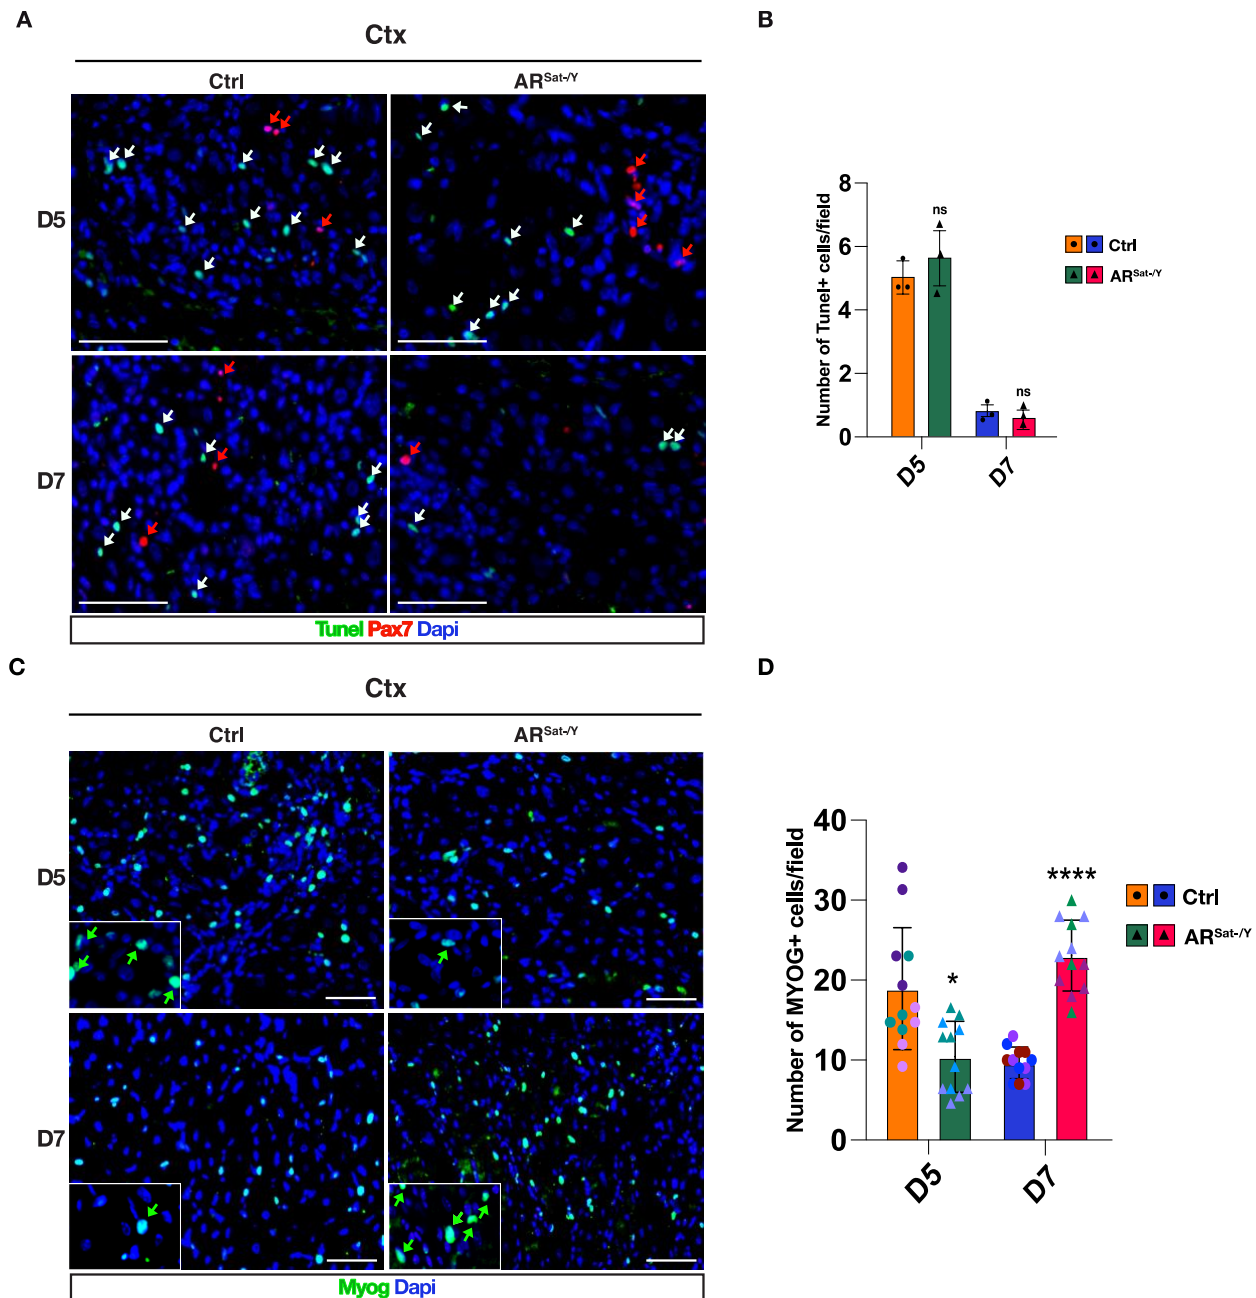 A
Ctx
Ctrl
AR^Sat-/Y
D5
D7
Tunel Pax7 Dapi
B
Number of Tunel+ cells/field
8
6
4
2
0
ns
ns
D5
D7
Ctrl
AR^Sat-/Y
C
Ctx
Ctrl
AR^Sat-/Y
D5
D7
Myog Dapi
D
Number of MYOG+ cells/field
40
30
20
10
0
*
****
D5
D7
Ctrl
AR^Sat-/Y